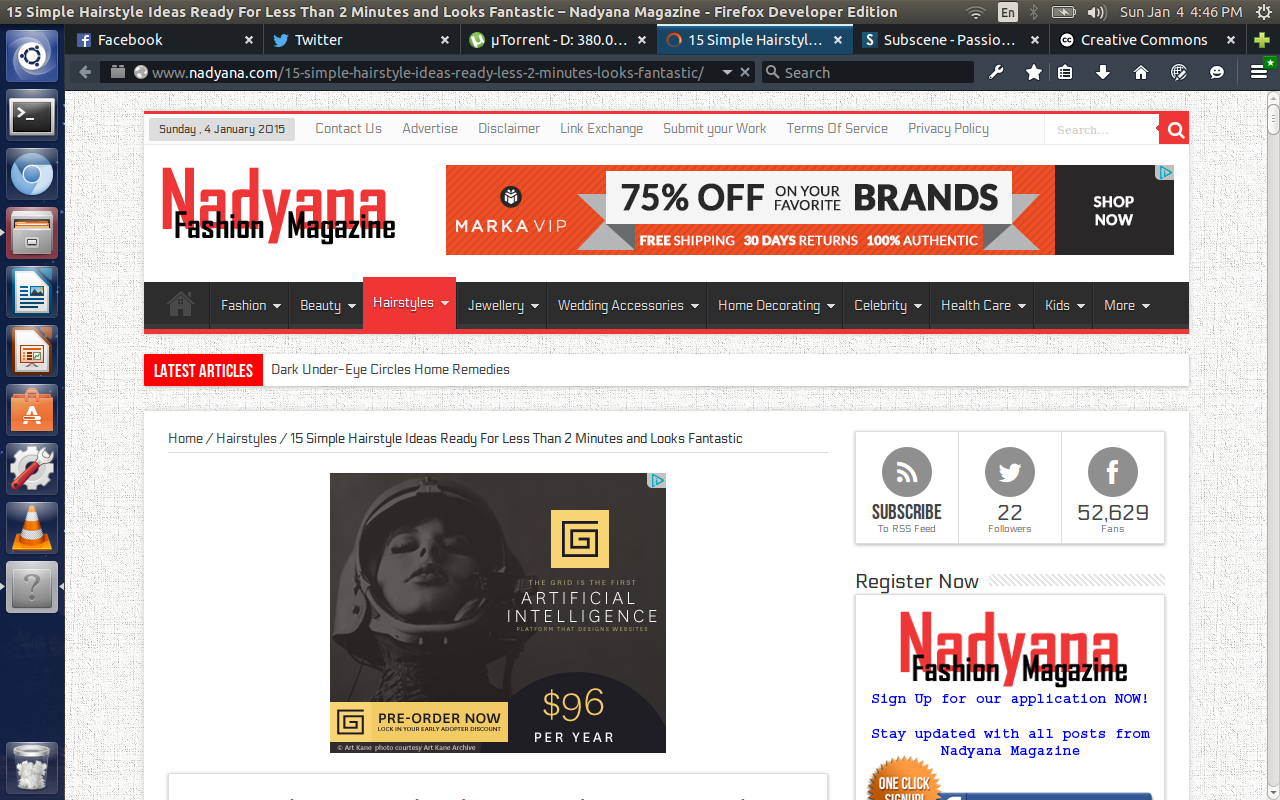 15 Simple Hairstyle Ideas Ready For Less Than 2 Minutes and Looks Fantastic – Nadyana Magazine - Firefox Developer Edition
En
Sun Jan 4 4:46 PM
Facebook
Twitter
µTorrent - D: 380.0...
15 Simple Hairstyl...
Subscene - Passio...
Creative Commons
www.nadyana.com/15-simple-hairstyle-ideas-ready-less-2-minutes-looks-fantastic/
Search
Sunday , 4 January 2015
Contact Us
Advertise
Disclaimer
Link Exchange
Submit your Work
Terms Of Service
Privacy Policy
Search...
Nadyana
Fashion Magazine
MARKAVIP
75% OFF ON YOUR FAVORITE BRANDS
FREE SHIPPING 30 DAYS RETURNS 100% AUTHENTIC
SHOP NOW
Fashion
Beauty
Hairstyles
Jewellery
Wedding Accessories
Home Decorating
Celebrity
Health Care
Kids
More
LATEST ARTICLES
Dark Under-Eye Circles Home Remedies
Home / Hairstyles / 15 Simple Hairstyle Ideas Ready For Less Than 2 Minutes and Looks Fantastic
THE GRID IS THE FIRST
ARTIFICIAL
INTELLIGENCE
PLATFORM THAT DESIGNS WEBSITES
$96
PER YEAR
PRE-ORDER NOW
LOCK IN YOUR EARLY ADOPTER DISCOUNT
© Art Kane photo courtesy Art Kane Archive
SUBSCRIBE
To RSS Feed
22
Followers
52,629
Fans
Register Now
Nadyana
Fashion Magazine
Sign Up for our application NOW!
Stay updated with all posts from
Nadyana Magazine
ONE CLICK
SIGNUP!